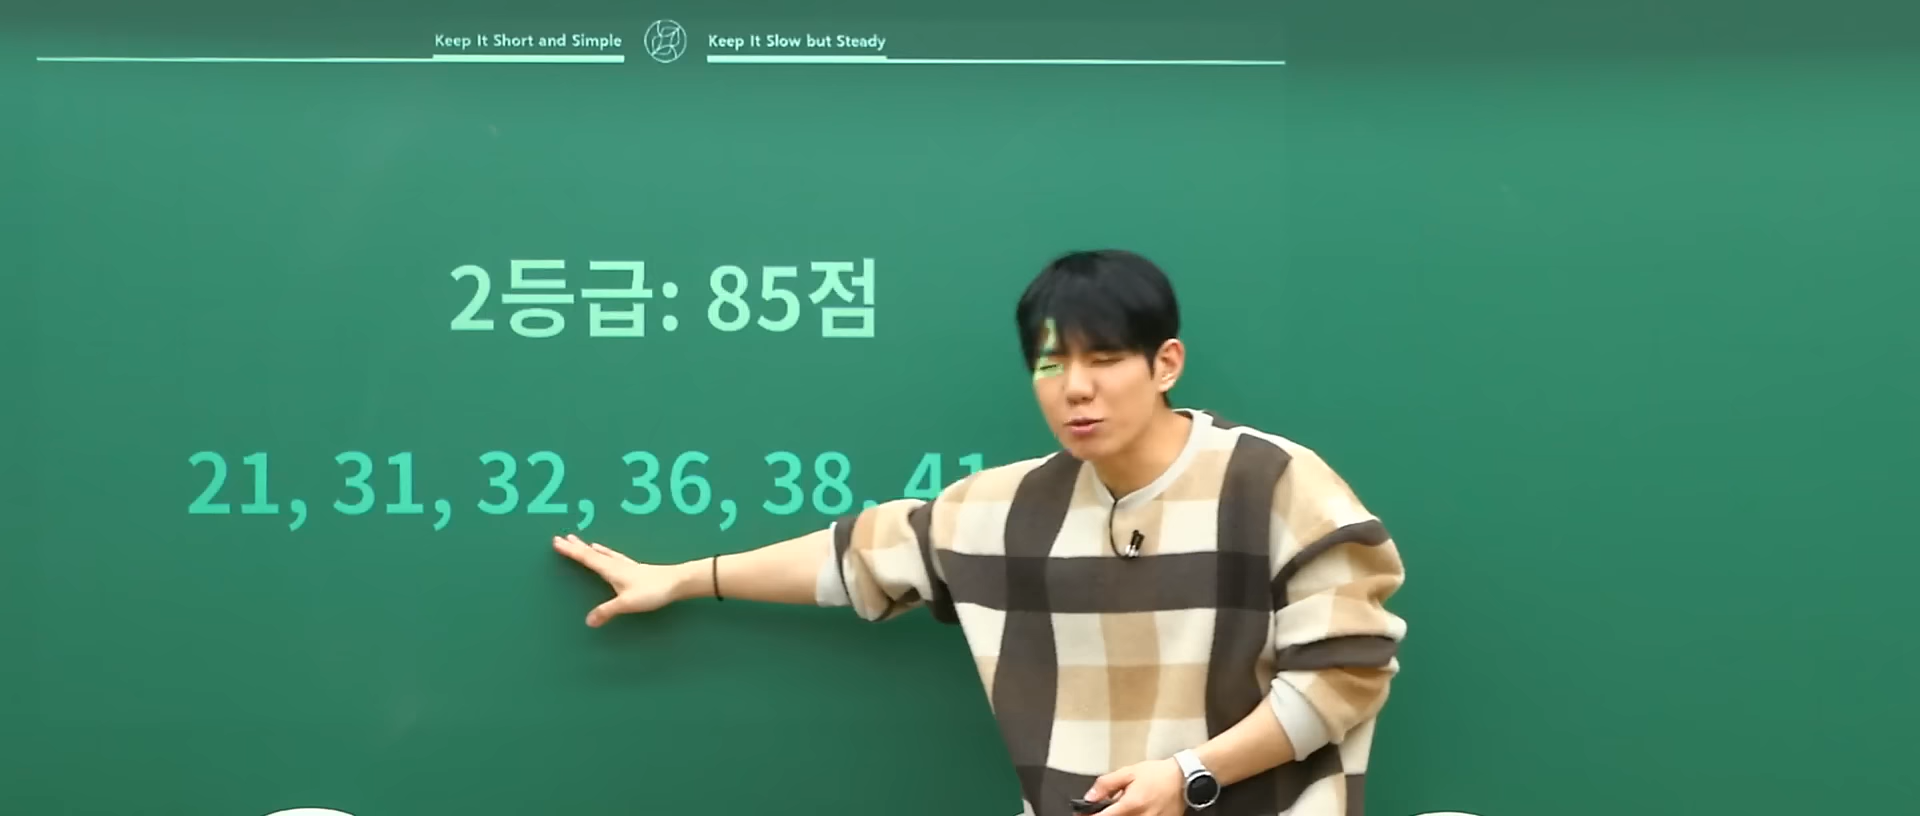 Keep It Short and Simple Keep It Slow but Steady
2등급: 85점
21, 31, 32, 36, 38, 41